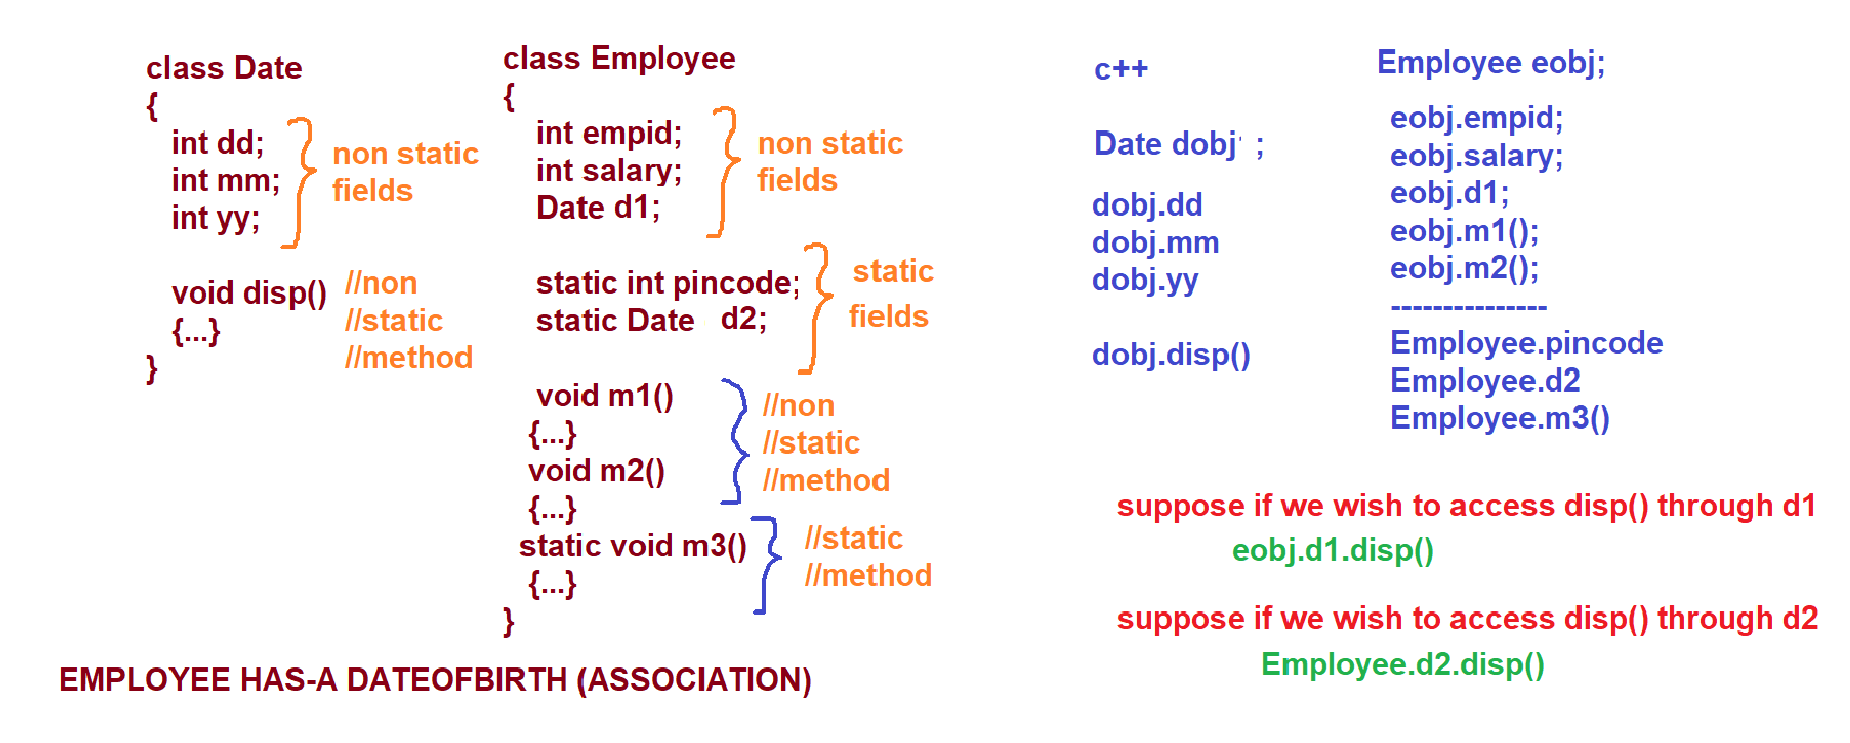 class Date
{
int dd;
int mm;
int yy;
non static
fields
void disp()
{...}
}
//non
//static
//method
class Employee
{
int empid;
int salary;
Date d1;
non static
fields
static int pincode;
static Date d2;
static
fields
void m1()
{...}
void m2()
{...}
//non
//static
//method
static void m3()
{...}
}
//static
//method
EMPLOYEE HAS-A DATEOFBIRTH (ASSOCIATION)
c++
Date dobj ;
dobj.dd
dobj.mm
dobj.yy
dobj.disp()
Employee eobj;
eobj.empid;
eobj.salary;
eobj.d1;
eobj.m1();
eobj.m2();
---------------
Employee.pincode
Employee.d2
Employee.m3()
suppose if we wish to access disp() through d1
eobj.d1.disp()
suppose if we wish to access disp() through d2
Employee.d2.disp()